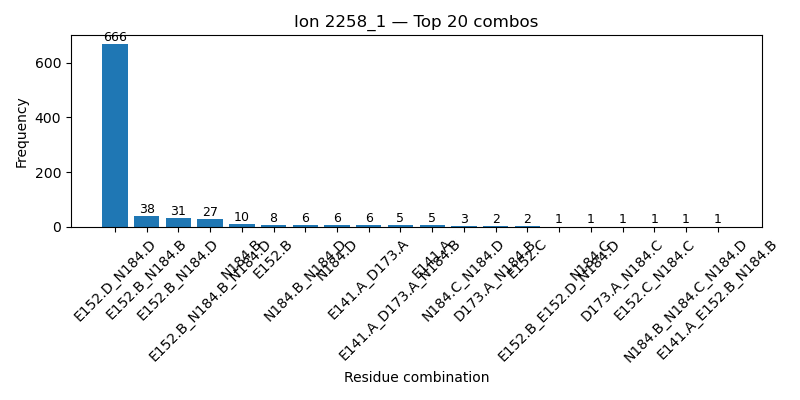 Ion 2258_1 — Top 20 combos
Frequency
600
400
200
0
666
38
31
27
10
8
6
6
6
5
5
3
2
2
1
1
1
1
1
1
E152.D_N184.D
E152.B_N184.B
E152.B_N184.D
E152.B_N184.B_N184.D
N184.B
E152.B
N184.B_N184.D
N184.D
E141.A_D173.A
E141.A_D173.A_N184.B
E141.A
N184.C_N184.D
D173.A_N184.B
E152.C
E152.B_E152.D_N184.D
N184.C
D173.A_N184.C
E152.C_N184.C
N184.B_N184.C_N184.D
E141.A_E152.B_N184.B
Residue combination